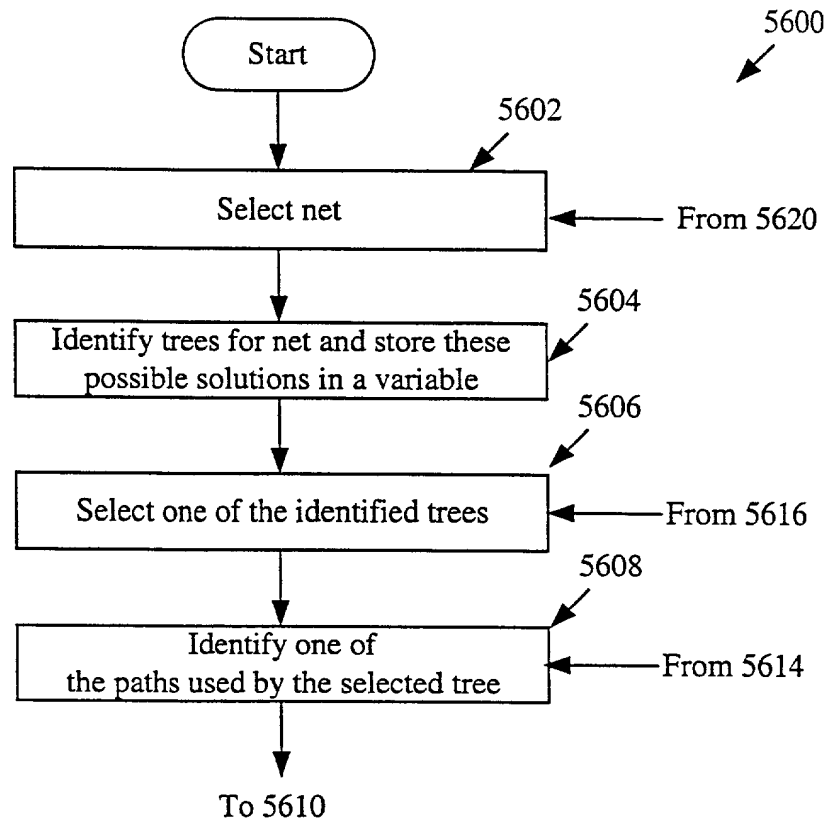 5600
Start
5602
Select net
From 5620
5604
Identify trees for net and store these
possible solutions in a variable
5606
Select one of the identified trees
From 5616
5608
Identify one of
the paths used by the selected tree
From 5614
To 5610